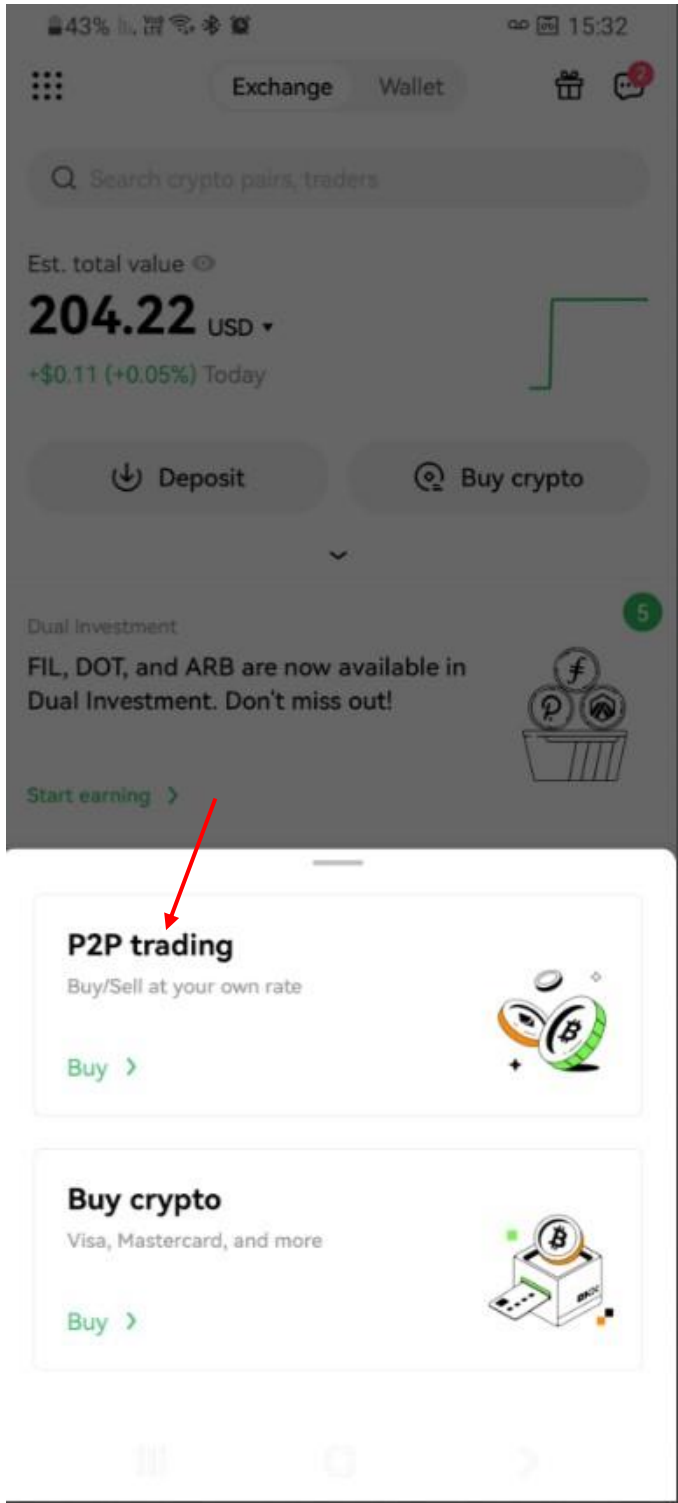 43% 15:32
Exchange Wallet 2
Search crypto pairs, traders
Est. total value
204.22 USD
+$0.11 (+0.05%) Today
Deposit Buy crypto
5
Dual Investment
FIL, DOT, and ARB are now available in
Dual Investment. Don't miss out!
Start earning >
P2P trading
Buy/Sell at your own rate
Buy >
Buy crypto
Visa, Mastercard, and more
Buy >